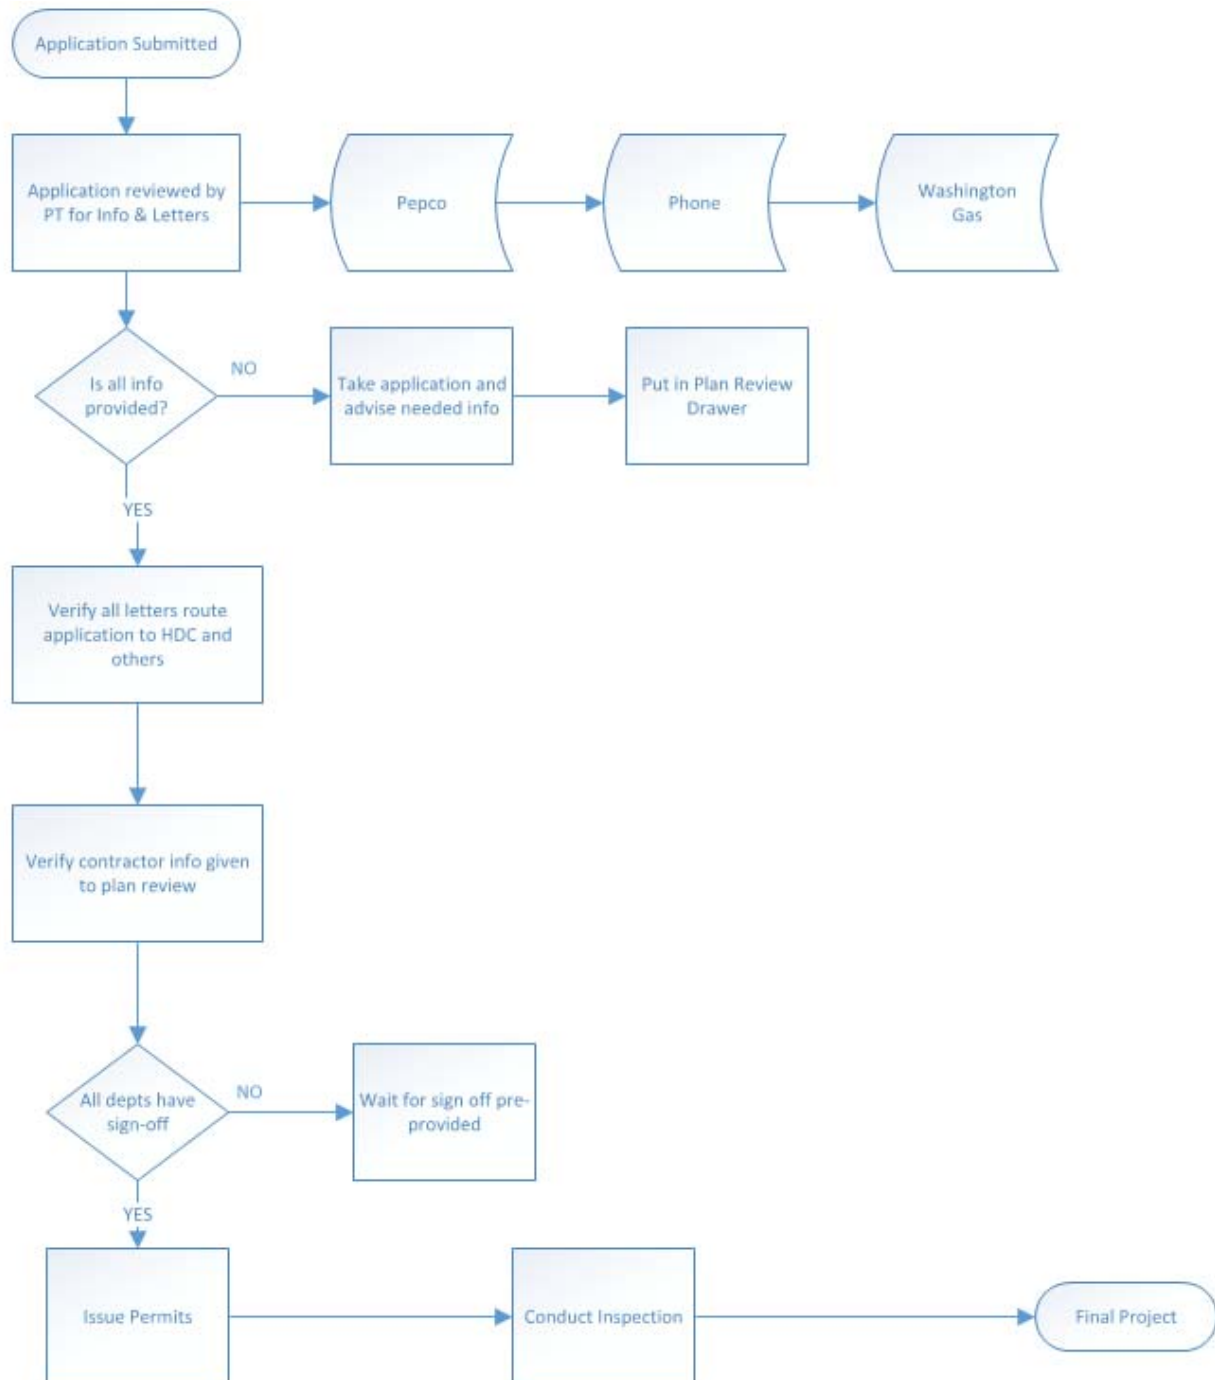 Application Submitted
Application reviewed by
PT for Info & Letters
Pepco
Phone
Washington
Gas
Is all info
provided?
NO
Take application and
advise needed info
Put in Plan Review
Drawer
YES
Verify all letters route
application to HDC and
others
Verify contractor info given
to plan review
All depts have
sign-off
NO
Wait for sign off pre-
provided
YES
Issue Permits
Conduct Inspection
Final Project